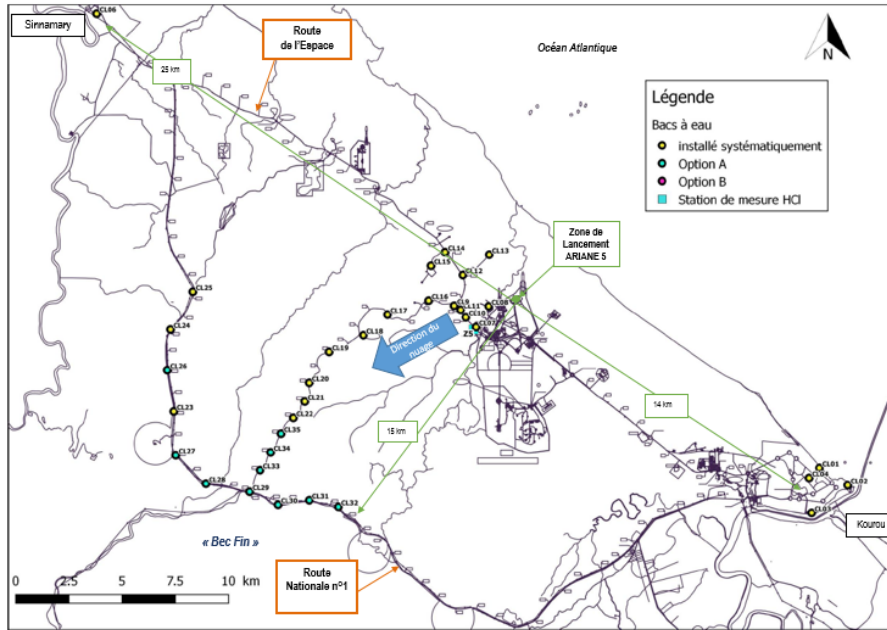 Sinnamary
CL06
Route
de l'Espace
Océan Atlantique
N
25 km
Légende
Bacs à eau
installé systématiquement
Option A
Option B
Station de mesure HCl
Zone de
Lancement
ARIANE 5
CL14
CL13
CL15
CL12
CL25
CL16
CL9
CL11
CL08
CL10
CL17
CL07
ZS
CL24
CL18
Direction du
nuage
CL19
CL26
CL20
CL21
14 km
CL23
CL22
15 km
CL35
CL34
CL27
CL33
CL01
CL04
CL28
CL29
CL02
CL30
CL31
CL32
CL03
Kourou
« Bec Fin »
Route
Nationale n°1
0 2.5 5 7.5 10 km